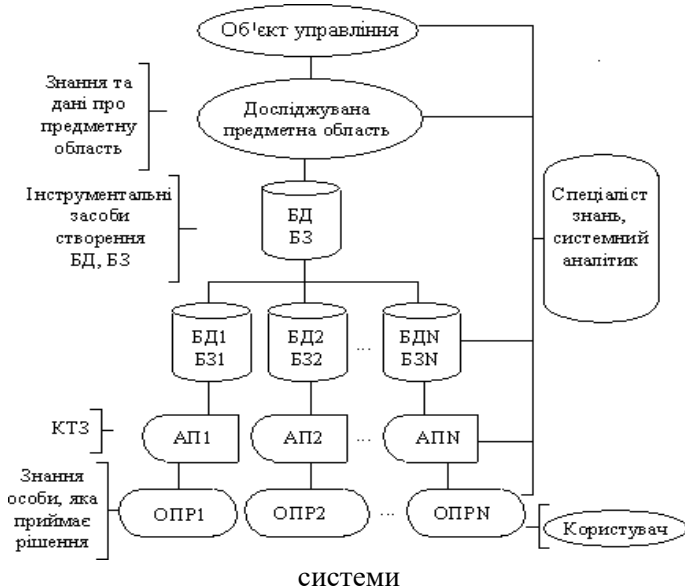 Об'єкт управління
Знання та
дані про
предметну
область
Досліджувана
предметна область
Інструментальні
засоби
створення
БД, БЗ
БД
БЗ
Спеціаліст
знань,
системний
аналітик
БД1
БЗ1
БД2
БЗ2
...
БДN
БЗN
КТЗ
АП1
АП2
...
АПN
Знання
особи, яка
приймає
рішення
ОПР1
ОПР2
...
ОПРN
Користувач
системи